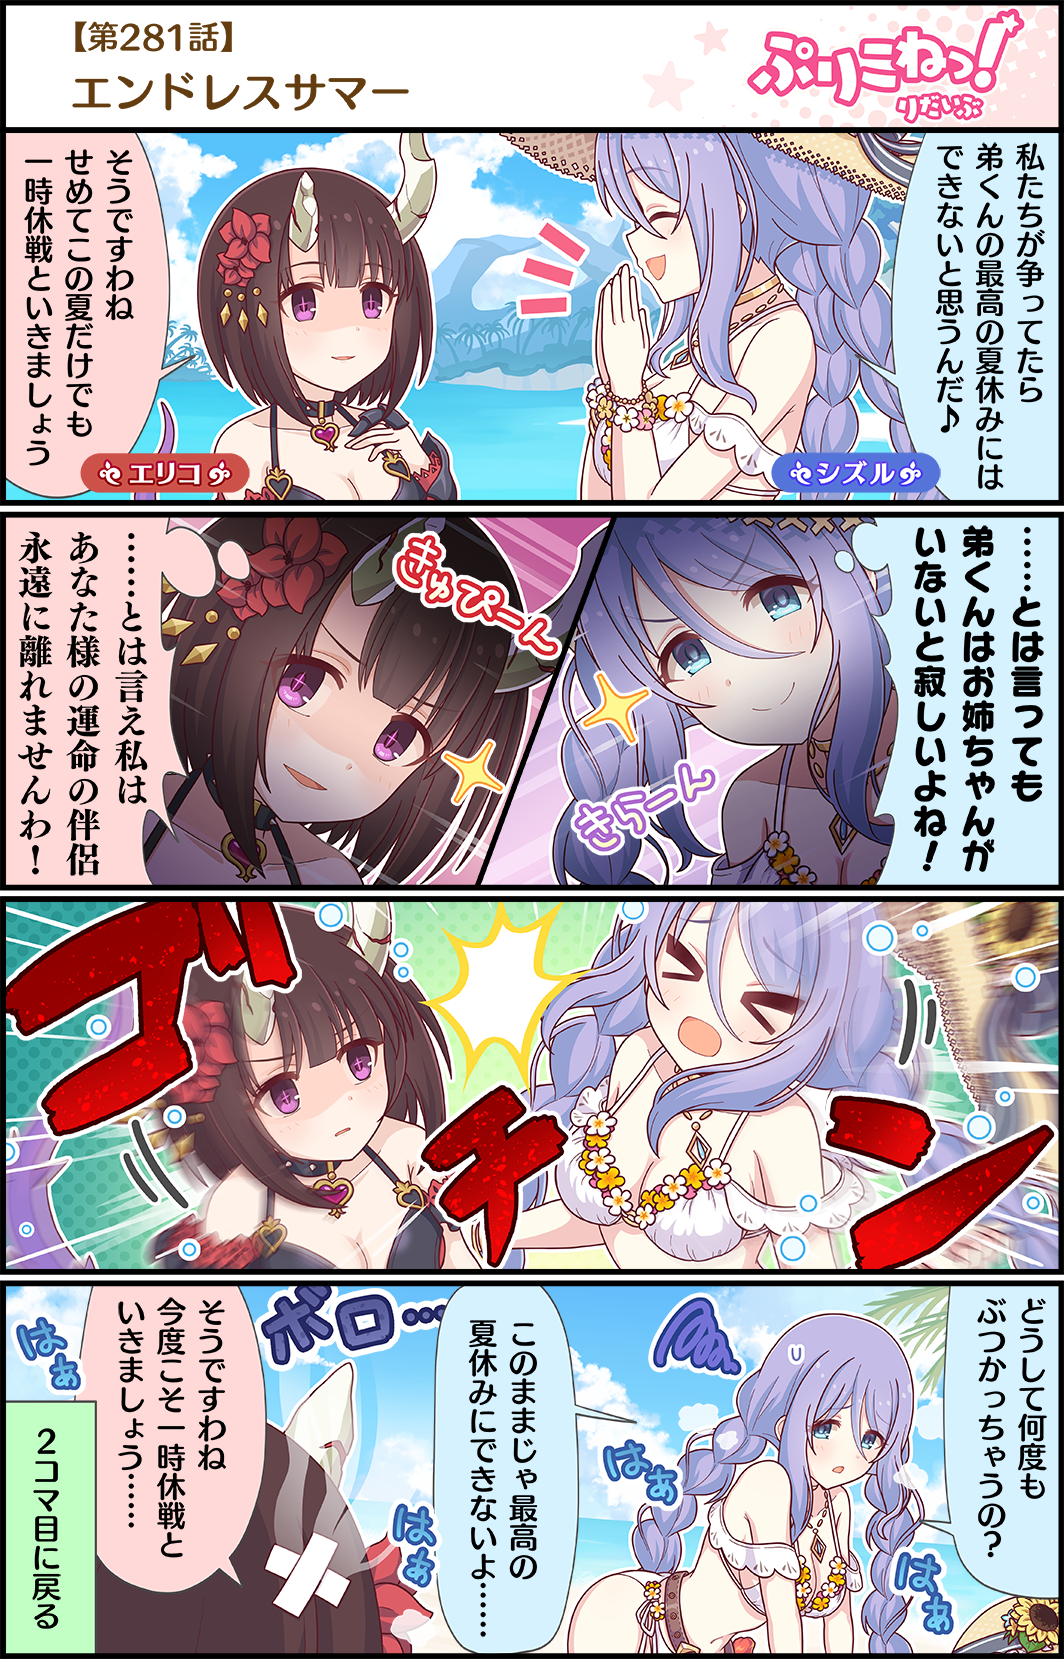 【第281話】
エンドレスサマー
ぷりこねっ!
りだいぶ
私たちが争ってたら
弟くんの最高の夏休みには
できないと思うんだ♪
そうですわね
せめてこの夏だけでも
一時休戦といきましょう
エリコ
シズル
……とは言っても
弟くんはお姉ちゃんが
いないと寂しいよね!
きらーん
きゅぴーん
……とは言え私は
あなた様の運命の伴侶
永遠に離れませんわ!
ゴチン
どうして何度も
ぶつかっちゃうの?
このままじゃ最高の
夏休みにできないよ……
はぁ
はぁ
ボロ…
そうですわね
今度こそ一時休戦と
いきましょう……
はぁ
はぁ
2コマ目に戻る